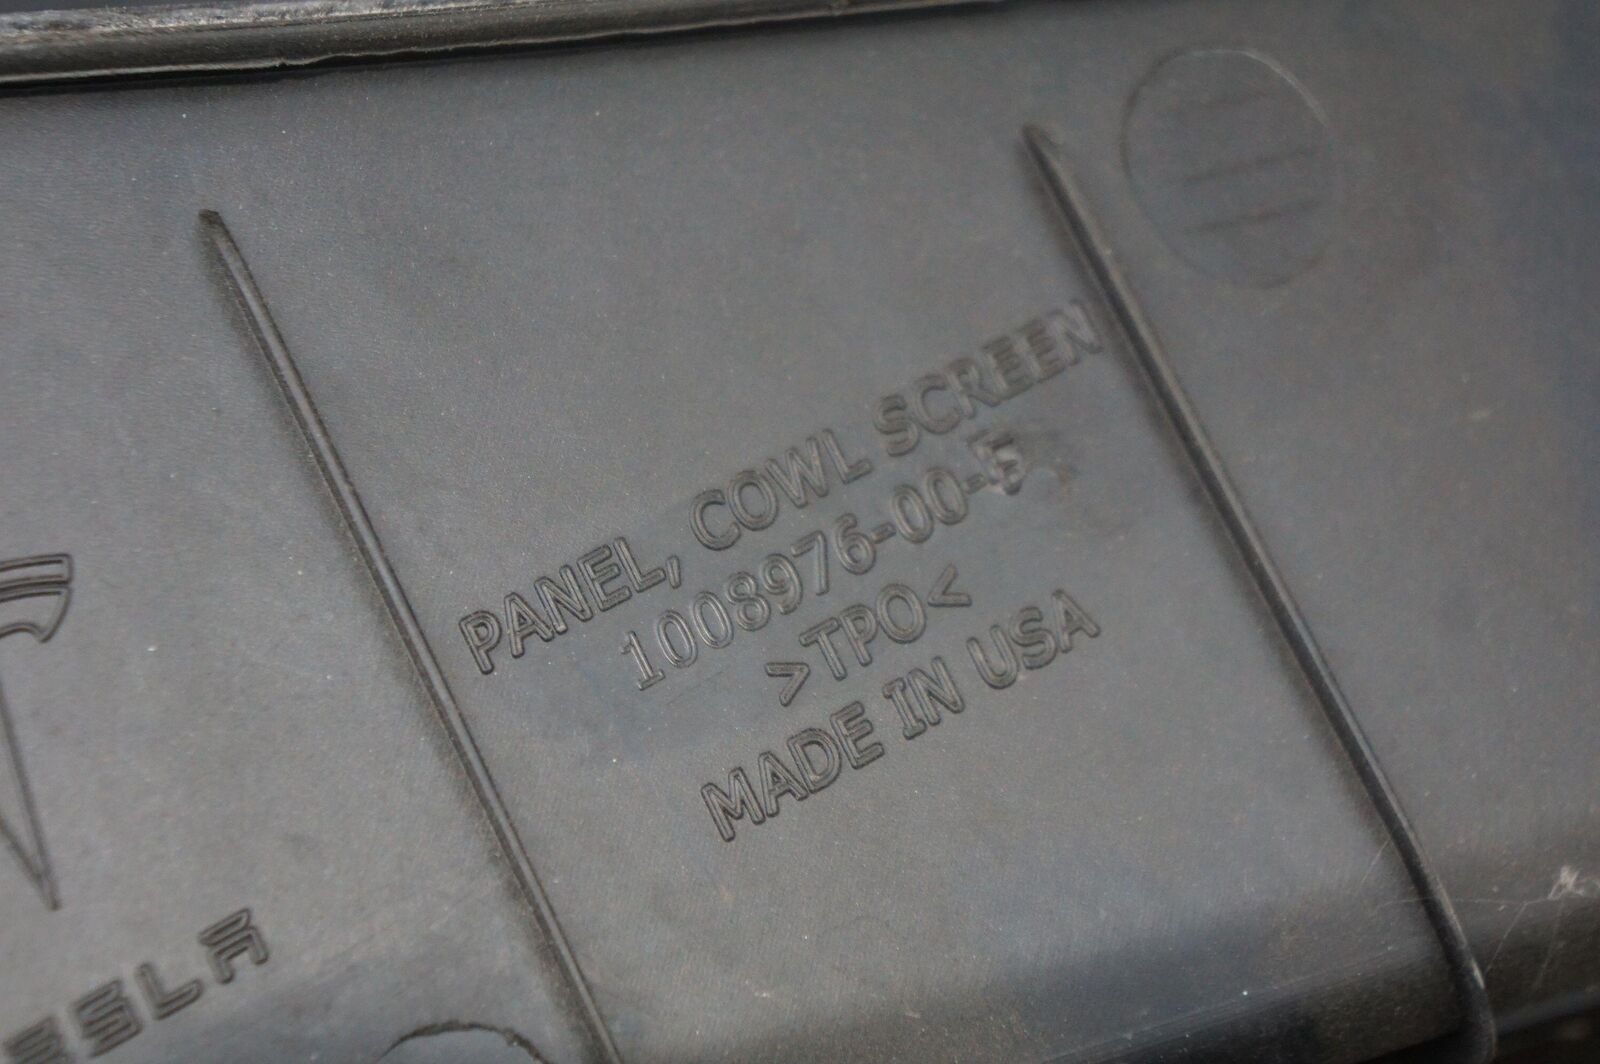 PANEL, COWL SCREEN
1008976-00-
>TPO<
MADE IN USA